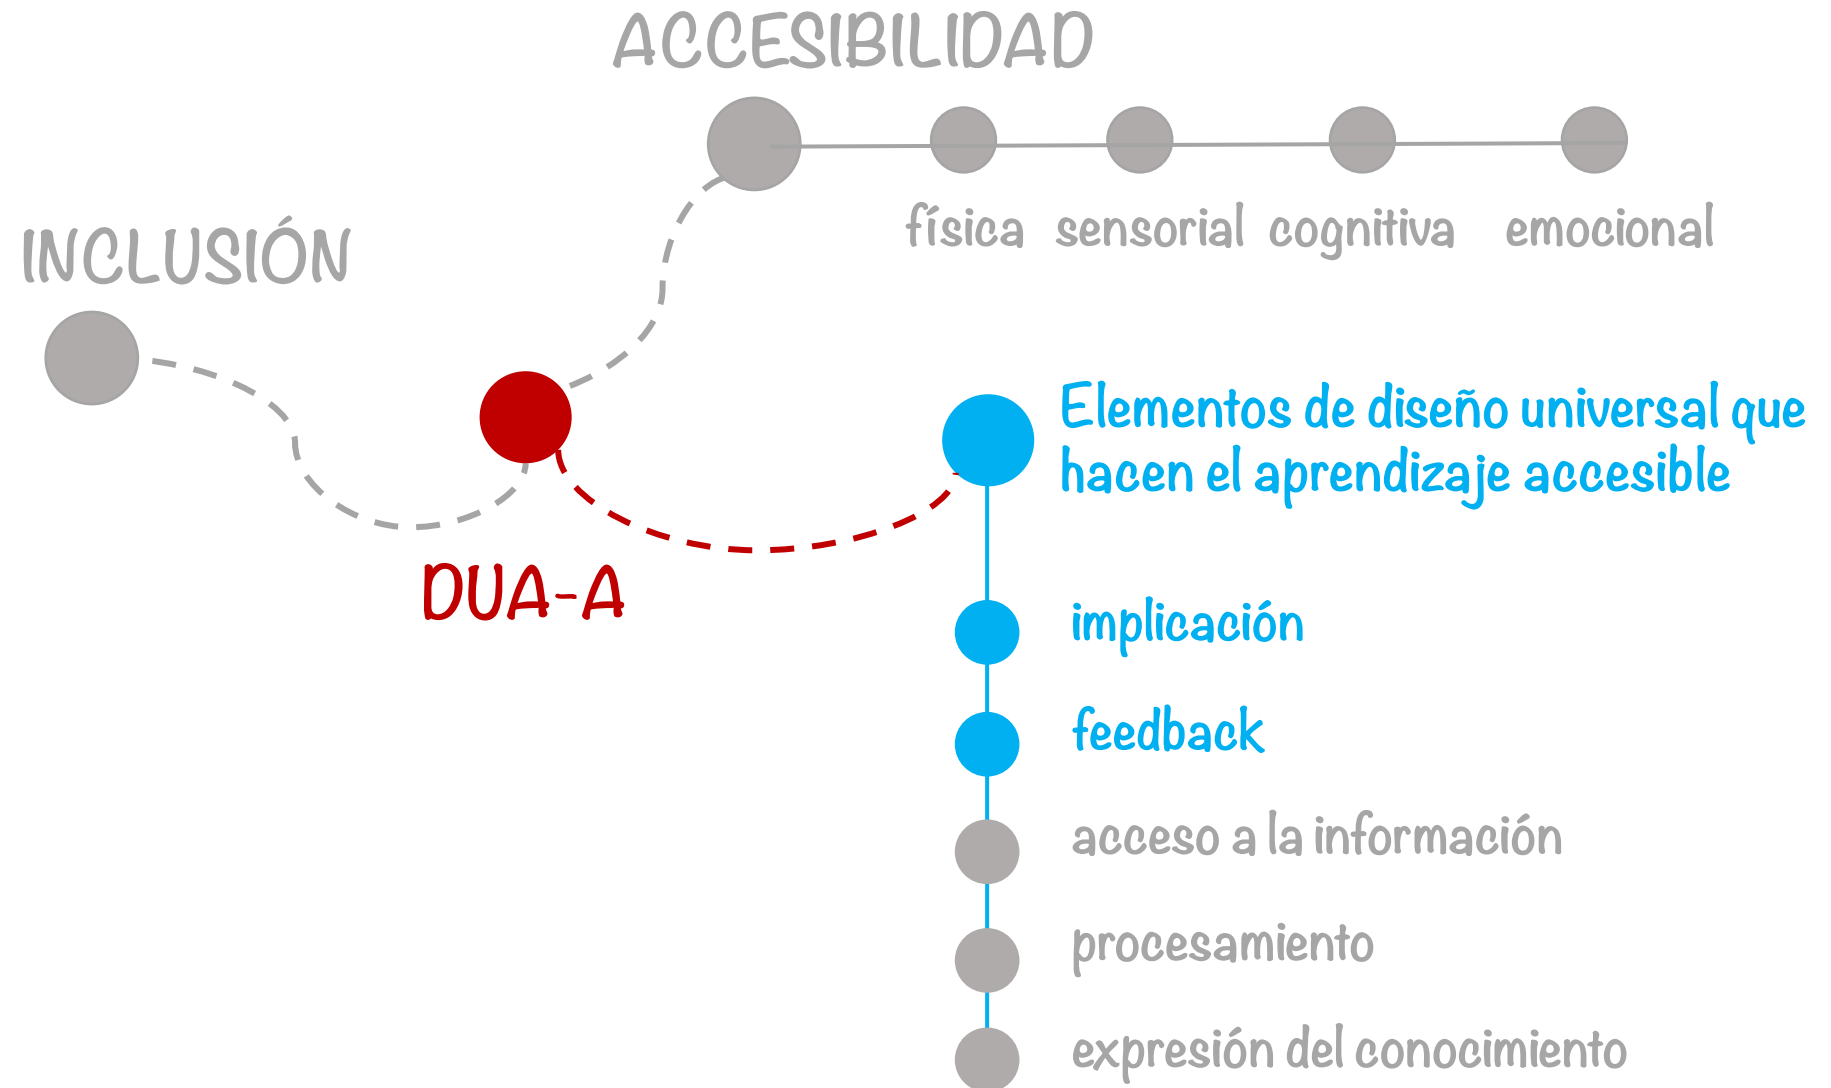 ACCESIBILIDAD
física sensorial cognitiva emocional
INCLUSIÓN
Elementos de diseño universal que
hacen el aprendizaje accesible
DUA-A
implicación
feedback
acceso a la información
procesamiento
expresión del conocimiento